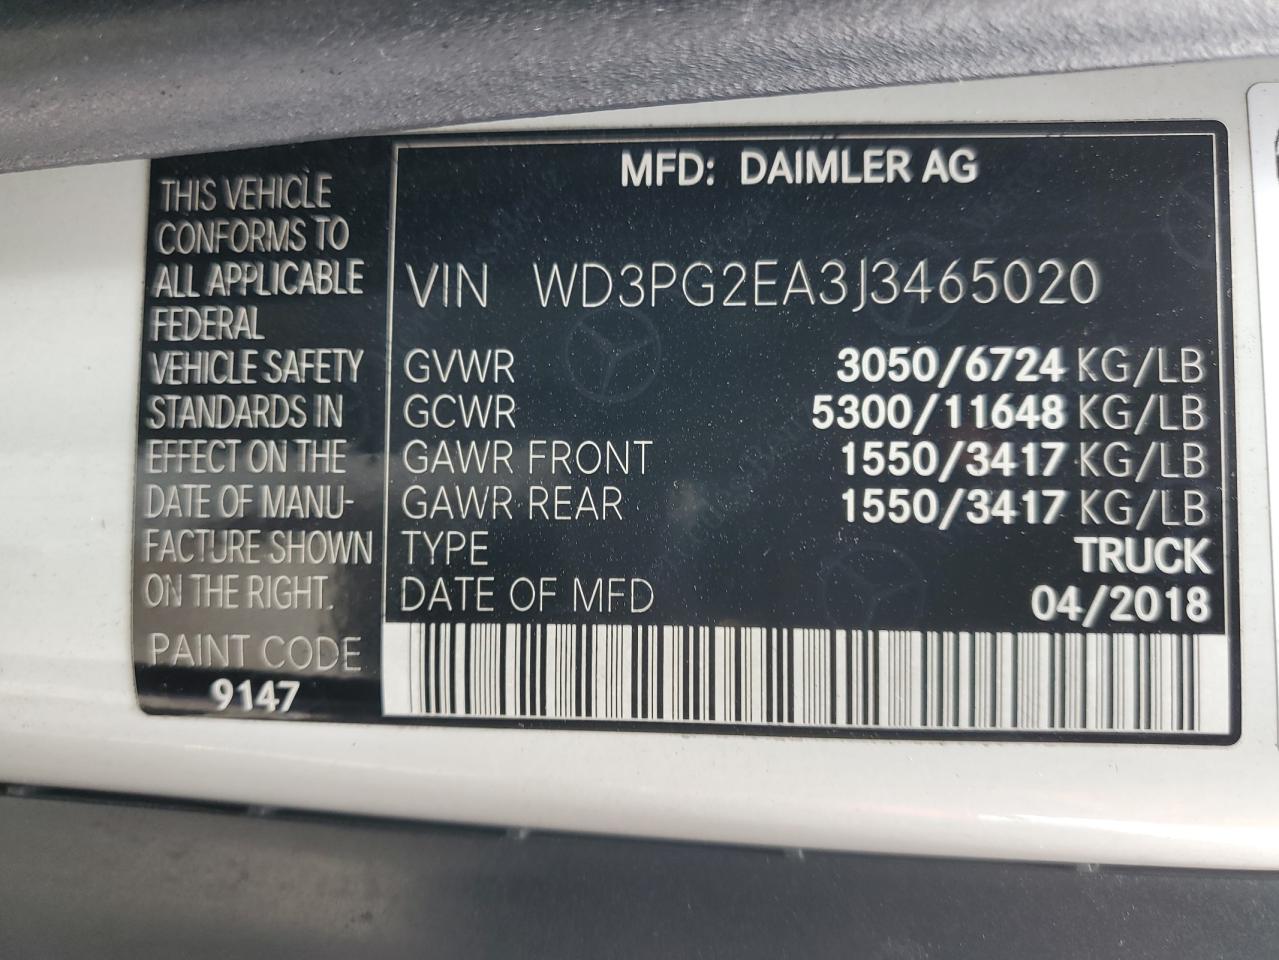 THIS VEHICLE
CONFORMS TO
ALL APPLICABLE
FEDERAL
VEHICLE SAFETY
STANDARDS IN
EFFECT ON THE
DATE OF MANU-
FACTURE SHOWN
ON THE RIGHT.
PAINT CODE
9147
MFD: DAIMLER AG
VIN WD3PG2EA3J3465020
GVWR 3050/6724 KG/LB
GCWR 5300/11648 KG/LB
GAWR FRONT 1550/3417 KG/LB
GAWR REAR 1550/3417 KG/LB
TYPE TRUCK
DATE OF MFD 04/2018